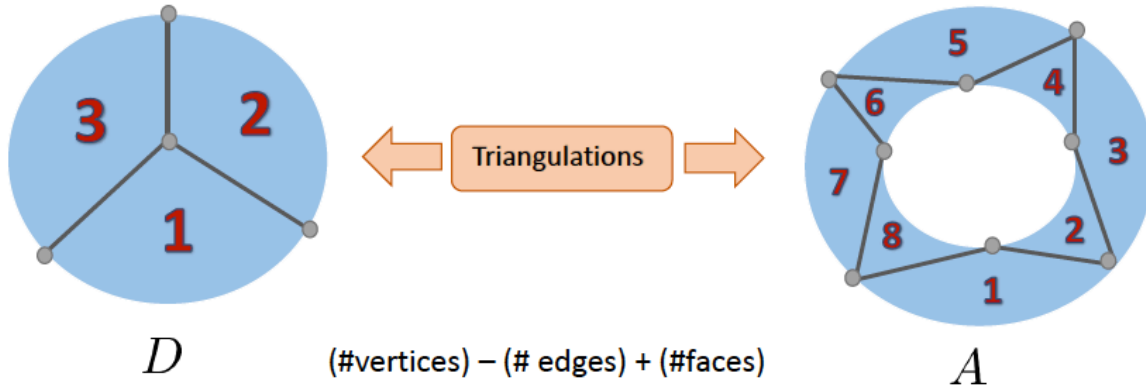 5
4
3
2
6
Triangulations
3
7
1
8
2
1
D
(#vertices) – (# edges) + (#faces)
A